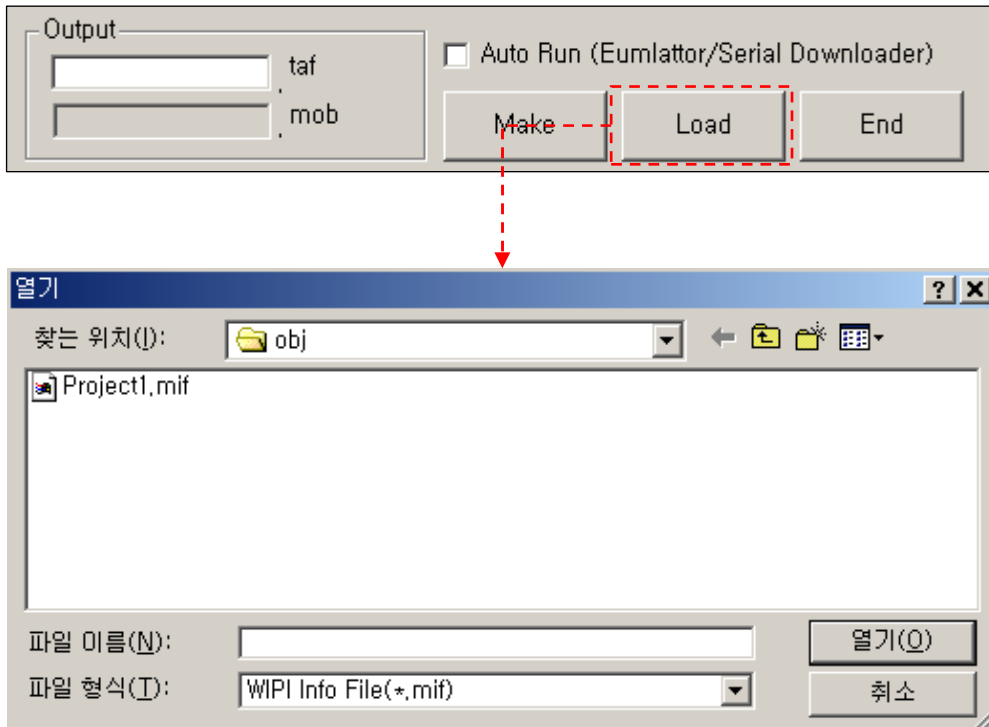 Output
.taf
.mob
Auto Run (Eumlattor/Serial Downloader)
Make
Load
End
열기
찾는 위치(I):
obj
Project1.mif
파일 이름(N):
열기(O)
파일 형식(T):
WIPI Info File(*.mif)
취소